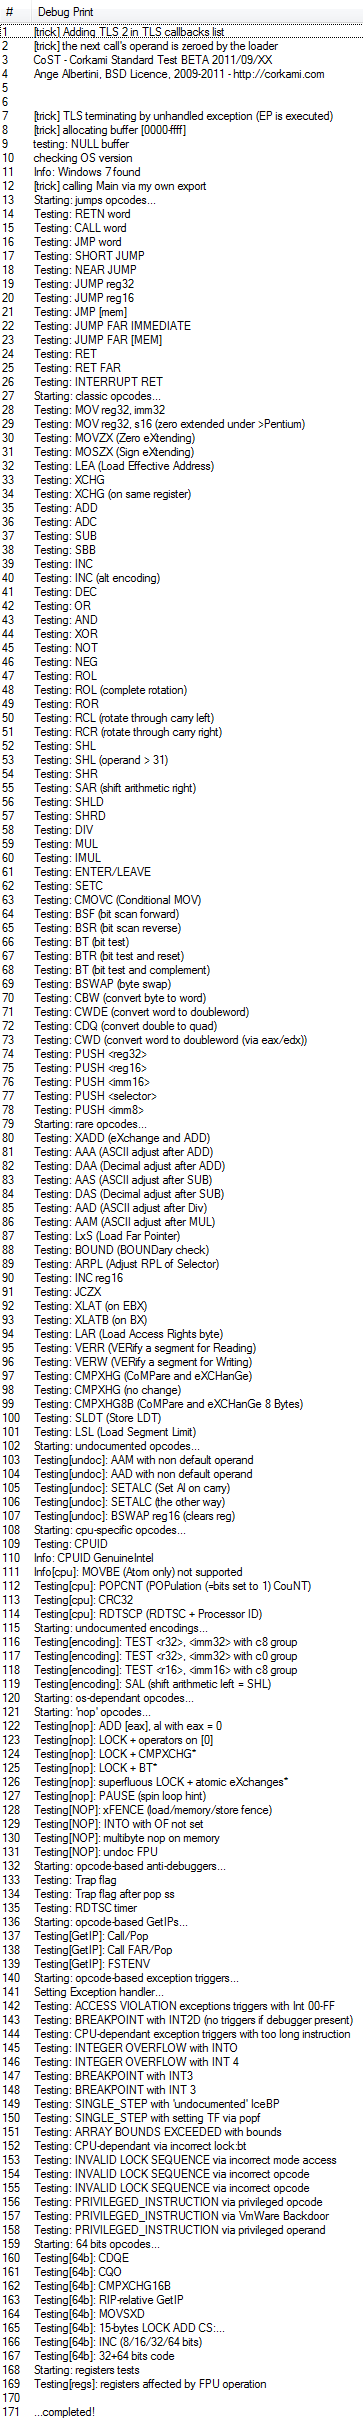 # Debug Print
1 [trick] Adding TLS 2 in TLS callbacks list
2 [trick] the next call's operand is zeroed by the loader
3 CoST - Corkami Standard Test BETA 2011/09/XX
4 Ange Albertini, BSD Licence, 2009-2011 - http://corkami.com
5
6
7 [trick] TLS terminating by unhandled exception (EP is executed)
8 [trick] allocating buffer [0000-ffff]
9 testing: NULL buffer
10 checking OS version
11 Info: Windows 7 found
12 [trick] calling Main via my own export
13 Starting: jumps opcodes...
14 Testing: RETN word
15 Testing: CALL word
16 Testing: JMP word
17 Testing: SHORT JUMP
18 Testing: NEAR JUMP
19 Testing: JUMP reg32
20 Testing: JUMP reg16
21 Testing: JMP [mem]
22 Testing: JUMP FAR IMMEDIATE
23 Testing: JUMP FAR [MEM]
24 Testing: RET
25 Testing: RET FAR
26 Testing: INTERRUPT RET
27 Starting: classic opcodes...
28 Testing: MOV reg32, imm32
29 Testing: MOV reg32, s16 (zero extended under >Pentium)
30 Testing: MOVZX (Zero eXtending)
31 Testing: MOSZX (Sign eXtending)
32 Testing: LEA (Load Effective Address)
33 Testing: XCHG
34 Testing: XCHG (on same register)
35 Testing: ADD
36 Testing: ADC
37 Testing: SUB
38 Testing: SBB
39 Testing: INC
40 Testing: INC (alt encoding)
41 Testing: DEC
42 Testing: OR
43 Testing: AND
44 Testing: XOR
45 Testing: NOT
46 Testing: NEG
47 Testing: ROL
48 Testing: ROL (complete rotation)
49 Testing: ROR
50 Testing: RCL (rotate through carry left)
51 Testing: RCR (rotate through carry right)
52 Testing: SHL
53 Testing: SHL (operand > 31)
54 Testing: SHR
55 Testing: SAR (shift arithmetic right)
56 Testing: SHLD
57 Testing: SHRD
58 Testing: DIV
59 Testing: MUL
60 Testing: IMUL
61 Testing: ENTER/LEAVE
62 Testing: SETC
63 Testing: CMOVC (Conditional MOV)
64 Testing: BSF (bit scan forward)
65 Testing: BSR (bit scan reverse)
66 Testing: BT (bit test)
67 Testing: BTR (bit test and reset)
68 Testing: BT (bit test and complement)
69 Testing: BSWAP (byte swap)
70 Testing: CBW (convert byte to word)
71 Testing: CWDE (convert word to doubleword)
72 Testing: CDQ (convert double to quad)
73 Testing: CWD (convert word to doubleword (via eax/edx))
74 Testing: PUSH <reg32>
75 Testing: PUSH <reg16>
76 Testing: PUSH <imm16>
77 Testing: PUSH <selector>
78 Testing: PUSH <imm8>
79 Starting: rare opcodes...
80 Testing: XADD (eXchange and ADD)
81 Testing: AAA (ASCII adjust after ADD)
82 Testing: DAA (Decimal adjust after ADD)
83 Testing: AAS (ASCII adjust after SUB)
84 Testing: DAS (Decimal adjust after SUB)
85 Testing: AAD (ASCII adjust after Div)
86 Testing: AAM (ASCII adjust after MUL)
87 Testing: LxS (Load Far Pointer)
88 Testing: BOUND (BOUNDary check)
89 Testing: ARPL (Adjust RPL of Selector)
90 Testing: INC reg16
91 Testing: JCZX
92 Testing: XLAT (on EBX)
93 Testing: XLATB (on BX)
94 Testing: LAR (Load Access Rights byte)
95 Testing: VERR (VERify a segment for Reading)
96 Testing: VERW (VERify a segment for Writing)
97 Testing: CMPXHG (CoMPare and eXCHanGe)
98 Testing: CMPXHG (no change)
99 Testing: CMPXHG8B (CoMPare and eXCHanGe 8 Bytes)
100 Testing: SLDT (Store LDT)
101 Testing: LSL (Load Segment Limit)
102 Starting: undocumented opcodes...
103 Testing[undoc]: AAM with non default operand
104 Testing[undoc]: AAD with non default operand
105 Testing[undoc]: SETALC (Set Al on carry)
106 Testing[undoc]: SETALC (the other way)
107 Testing[undoc]: BSWAP reg16 (clears reg)
108 Starting: cpu-specific opcodes...
109 Testing: CPUID
110 Info: CPUID GenuineIntel
111 Info[cpu]: MOVBE (Atom only) not supported
112 Testing[cpu]: POPCNT (POPulation (=bits set to 1) CouNT)
113 Testing[cpu]: CRC32
114 Testing[cpu]: RDTSCP (RDTSC + Processor ID)
115 Starting: undocumented encodings...
116 Testing[encoding]: TEST <r32>, <imm32> with c8 group
117 Testing[encoding]: TEST <r32>, <imm32> with c0 group
118 Testing[encoding]: TEST <r16>, <imm16> with c8 group
119 Testing[encoding]: SAL (shift arithmetic left = SHL)
120 Starting: os-dependant opcodes...
121 Starting: 'nop' opcodes...
122 Testing[nop]: ADD [eax], al with eax = 0
123 Testing[nop]: LOCK + operators on [0]
124 Testing[nop]: LOCK + CMPXCHG*
125 Testing[nop]: LOCK + BT*
126 Testing[nop]: superfluous LOCK + atomic eXchanges*
127 Testing[nop]: PAUSE (spin loop hint)
128 Testing[NOP]: xFENCE (load/memory/store fence)
129 Testing[NOP]: INTO with OF not set
130 Testing[NOP]: multibyte nop on memory
131 Testing[NOP]: undoc FPU
132 Starting: opcode-based anti-debuggers...
133 Testing: Trap flag
134 Testing: Trap flag after pop ss
135 Testing: RDTSC timer
136 Starting: opcode-based GetIPs...
137 Testing[GetIP]: Call/Pop
138 Testing[GetIP]: Call FAR/Pop
139 Testing[GetIP]: FSTENV
140 Starting: opcode-based exception triggers...
141 Setting Exception handler...
142 Testing: ACCESS VIOLATION exceptions triggers with Int 00-FF
143 Testing: BREAKPOINT with INT2D (no triggers if debugger present)
144 Testing: CPU-dependant exception triggers with too long instruction
145 Testing: INTEGER OVERFLOW with INTO
146 Testing: INTEGER OVERFLOW with INT 4
147 Testing: BREAKPOINT with INT3
148 Testing: BREAKPOINT with INT 3
149 Testing: SINGLE_STEP with 'undocumented' IceBP
150 Testing: SINGLE_STEP with setting TF via popf
151 Testing: ARRAY BOUNDS EXCEEDED with bounds
152 Testing: CPU-dependant via incorrect lock:bt
153 Testing: INVALID LOCK SEQUENCE via incorrect mode access
154 Testing: INVALID LOCK SEQUENCE via incorrect opcode
155 Testing: INVALID LOCK SEQUENCE via incorrect opcode
156 Testing: PRIVILEGED_INSTRUCTION via privileged opcode
157 Testing: PRIVILEGED_INSTRUCTION via VmWare Backdoor
158 Testing: PRIVILEGED_INSTRUCTION via privileged operand
159 Starting: 64 bits opcodes...
160 Testing[64b]: CDQE
161 Testing[64b]: CQO
162 Testing[64b]: CMPXCHG16B
163 Testing[64b]: RIP-relative GetIP
164 Testing[64b]: MOVSXD
165 Testing[64b]: 15-bytes LOCK ADD CS:...
166 Testing[64b]: INC (8/16/32/64 bits)
167 Testing[64b]: 32+64 bits code
168 Starting: registers tests
169 Testing[regs]: registers affected by FPU operation
170
171 ...completed!